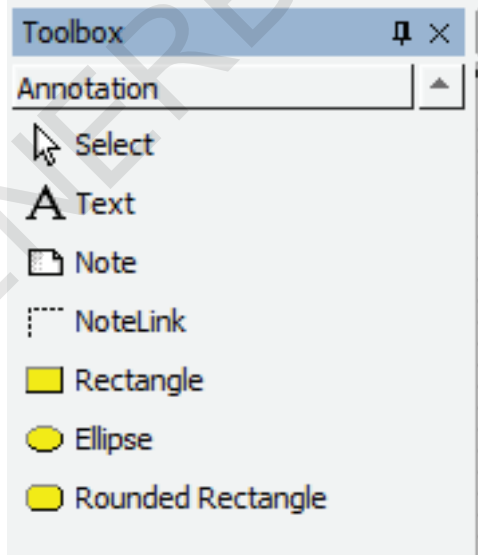 Toolbox
Annotation
Select
Text
Note
NoteLink
Rectangle
Ellipse
Rounded Rectangle